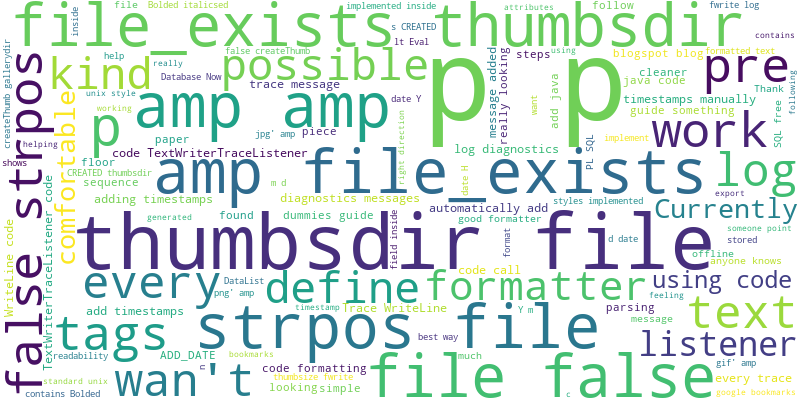 file Bolded italicsed
implemented inside
attributes
follow
fwrite log
inside
file_exists thumbsdir
s CREATED
contains
lt Eval
p p
help
false createThumb
steps
using
blogspot blog
formatted text
really
kind
possible
message added
really looking
pre
createThumb gallerydir
Database Now
trace message
add java
java code
cleaner
Thank
following
unix style
amp amp
date Y
want
timestamps manually
working
false strpos
comfortable
p
paper
jpg' amp
piece
guide something
work
SQL free
helping
floor
code TextWriterTraceListener
log diagnostics
PL SQL
implement
shows
CREATED thumbsdir
amp file_exists
right direction
date H
log
sequence
m d
diagnostics messages
styles implemented
export
adding timestamps
found
dummies guide
automatically add
Currently
generated
good formatter
someone point
WriteLine code
TextWriterTraceListener code
thumbsdir file
field inside
format
d date
stored
offline
anyone knows
code call
feeling
every
DataList
define
formatter
using code
png' amp
timestamp
Trace WriteLine
Y m
parsing
text
add timestamps
strpos file
message
tags
best way
listener
readability
ADD_DATE
bookmarks
much
gif' amp
n
code formatting
standard unix
wan't
looking
simple
file false
every trace
contains Bolded
thumbsize fwrite
c
google bookmarks